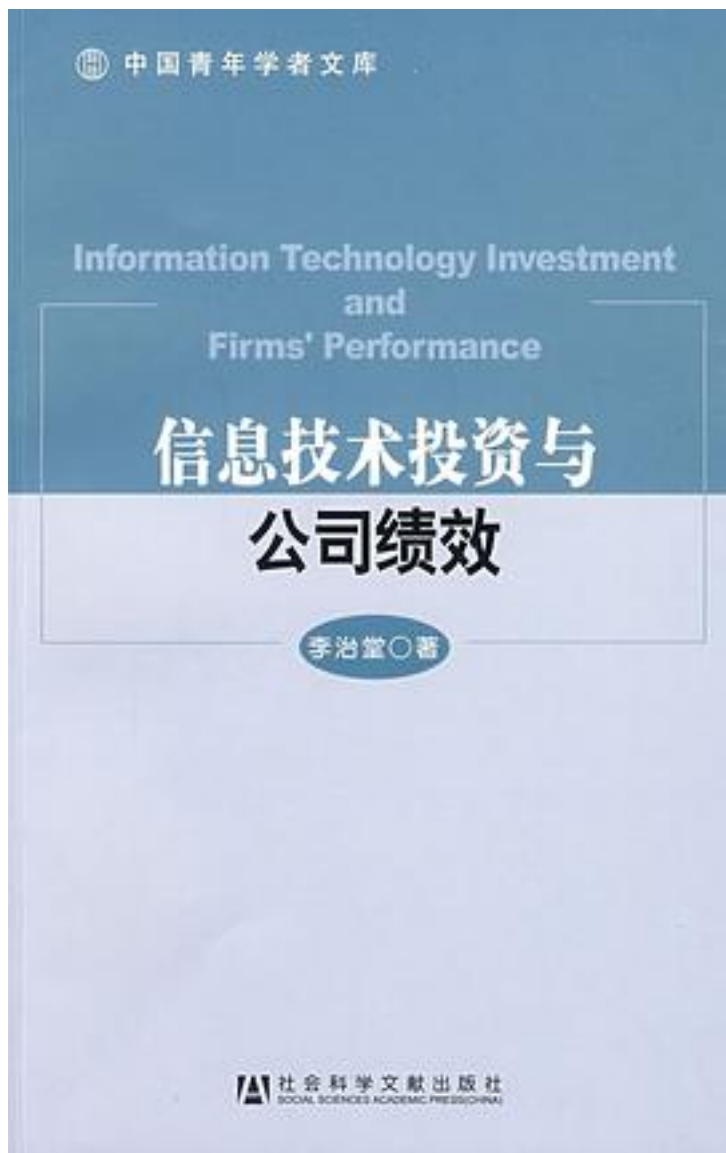 中国青年学者文库
Information Technology Investment
and
Firms' Performance
信息技术投资与
公司绩效
李治堂○著
社会科学文献出版社
SOCIAL SCIENCES ACADEMIC PRESS(CHINA)